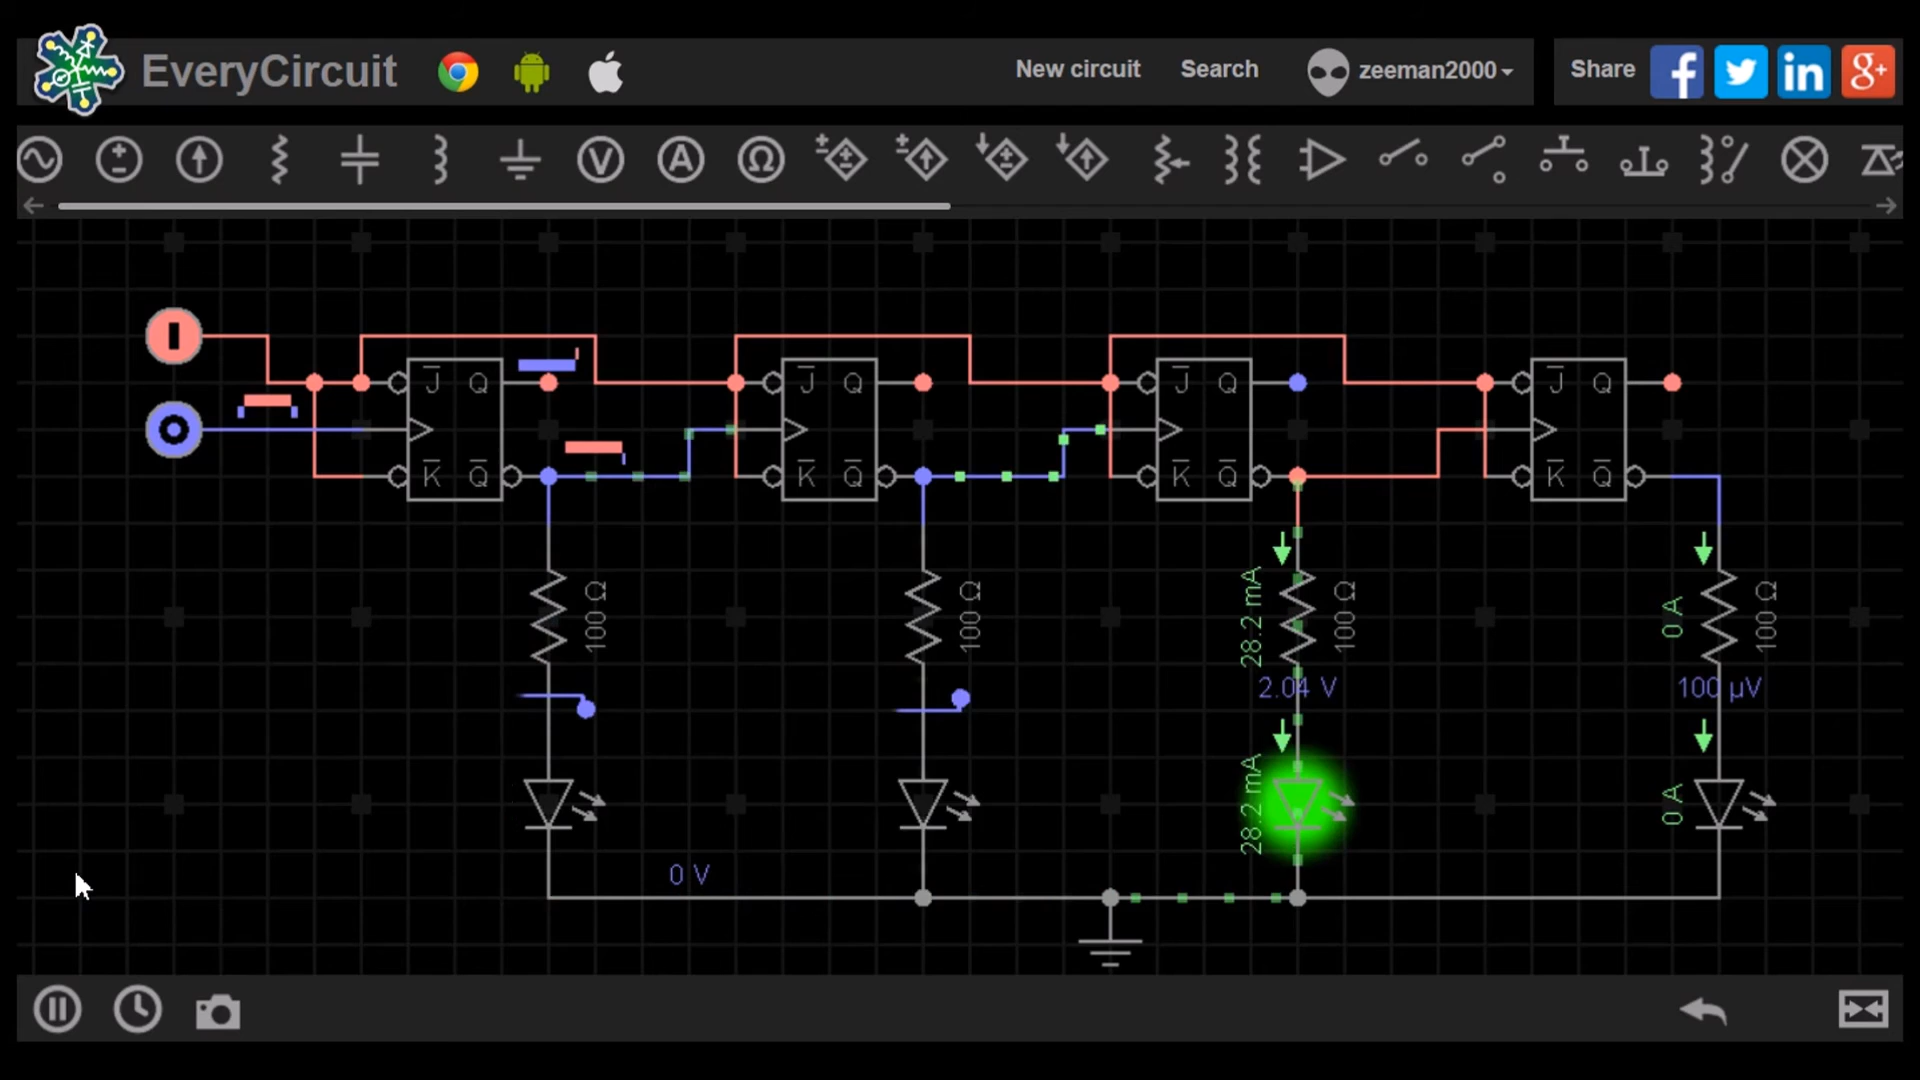 EveryCircuit
New circuit
Search
zeeman2000
Share
f
in
g+
V
A
Ω
J̅ Q
J̅ Q
J̅ Q
J̅ Q
K̅ Q̅
K̅ Q̅
K̅ Q̅
K̅ Q̅
100 Ω
100 Ω
28.2 mA
100 Ω
0 A
100 Ω
2.04 V
100 µV
28.2 mA
0 A
0 V